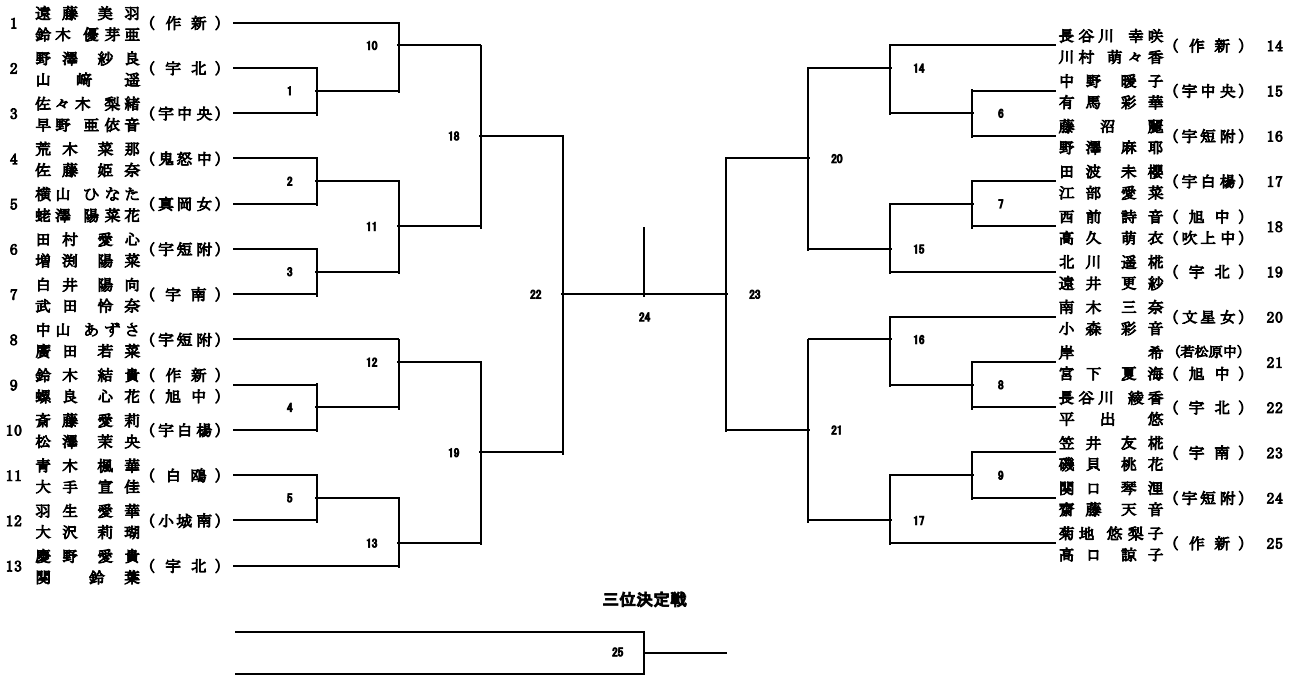 1 遠藤 美羽 (作新)
鈴木 優芽亜
2 野澤 紗良 (宇北)
山﨑 遥
3 佐々木 梨緒 (宇中央)
早野 亜依音
4 荒木 菜那 (鬼怒中)
佐藤 姫奈
5 横山 ひなた (真岡女)
蛯澤 陽菜花
6 田村 愛心 (宇短附)
増渕 陽菜
7 白井 陽向 (宇南)
武田 怜奈
8 中山 あずさ (宇短附)
廣田 若菜
9 鈴木 結貴 (作新)
螺良 心花 (旭中)
10 斎藤 愛莉 (宇白楊)
松澤 茉央
11 青木 楓華 (白鴎)
大手 宣佳
12 羽生 愛華 (小城南)
大沢 莉瑚
13 慶野 愛貴 (宇北)
関 鈴葉
10
1
18
2
11
3
22
12
4
19
5
13
24
長谷川 幸咲 (作新) 14
川村 萌々香
中野 暖子 (宇中央) 15
有馬 彩華
藤沼 麗 (宇短附) 16
野澤 麻耶
田波 未櫻 (宇白楊) 17
江部 愛菜
西前 詩音 (旭中) 18
高久 萌衣 (吹上中)
北川 遥椛 (宇北) 19
遠井 更紗
南木 三奈 (文星女) 20
小森 彩音
岸 希 (若松原中) 21
宮下 夏海 (旭中)
長谷川 綾香 (宇北) 22
平出 悠
笠井 友椛 (宇南) 23
磯貝 桃花
関口 琴浬 (宇短附) 24
齋藤 天音
菊地 悠梨子 (作新) 25
高口 諒子
14
6
20
7
15
23
16
8
21
9
17
三位決定戦
25